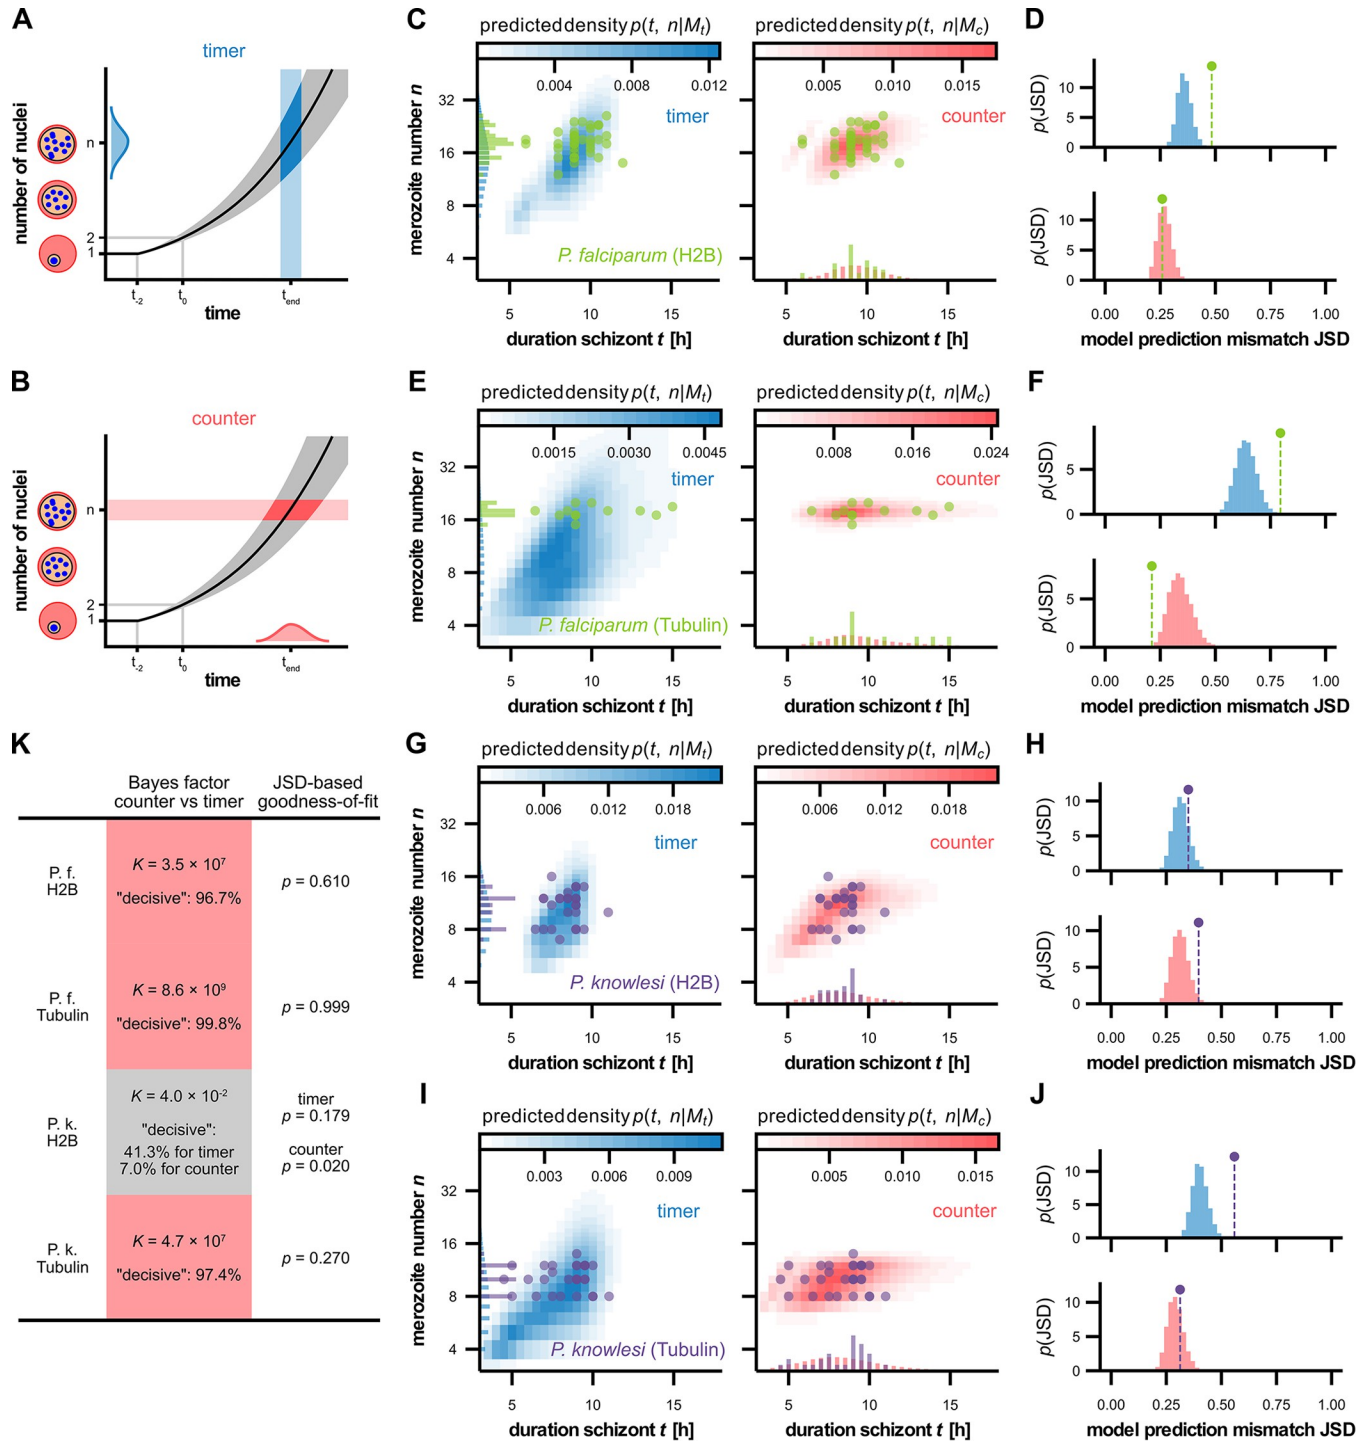 A
timer
number of nuclei
n
2
1
t-2
t0
tend
time
B
counter
number of nuclei
n
2
1
t-2
t0
tend
time
C
predicted density p(t, n|Mt)
0.004 0.008 0.012
timer
merozoite number n
32
16
8
4
P. falciparum (H2B)
5 10 15
duration schizont t [h]
predicted density p(t, n|Mc)
0.005 0.010 0.015
counter
5 10 15
duration schizont t [h]
D
p(JSD)
10
5
0
p(JSD)
10
5
0
0.00 0.25 0.50 0.75 1.00
model prediction mismatch JSD
E
predicted density p(t, n|Mt)
0.0015 0.0030 0.0045
timer
merozoite number n
32
16
8
4
P. falciparum (Tubulin)
5 10 15
duration schizont t [h]
predicted density p(t, n|Mc)
0.008 0.016 0.024
counter
5 10 15
duration schizont t [h]
F
p(JSD)
5
0
p(JSD)
5
0
0.00 0.25 0.50 0.75 1.00
model prediction mismatch JSD
K
Bayes factor
counter vs timer
JSD-based
goodness-of-fit
P. f.
H2B
K = 3.5 × 10⁷
"decisive": 96.7%
p = 0.610
P. f.
Tubulin
K = 8.6 × 10⁹
"decisive": 99.8%
p = 0.999
P. k.
H2B
K = 4.0 × 10⁻²
"decisive":
41.3% for timer
7.0% for counter
timer
p = 0.179
counter
p = 0.020
P. k.
Tubulin
K = 4.7 × 10⁷
"decisive": 97.4%
p = 0.270
G
predicted density p(t, n|Mt)
0.006 0.012 0.018
timer
merozoite number n
32
16
8
4
P. knowlesi (H2B)
5 10 15
duration schizont t [h]
predicted density p(t, n|Mc)
0.006 0.012 0.018
counter
5 10 15
duration schizont t [h]
H
p(JSD)
10
5
0
p(JSD)
10
5
0
0.00 0.25 0.50 0.75 1.00
model prediction mismatch JSD
I
predicted density p(t, n|Mt)
0.003 0.006 0.009
timer
merozoite number n
32
16
8
4
P. knowlesi (Tubulin)
5 10 15
duration schizont t [h]
predicted density p(t, n|Mc)
0.005 0.010 0.015
counter
5 10 15
duration schizont t [h]
J
p(JSD)
10
5
0
p(JSD)
10
5
0
0.00 0.25 0.50 0.75 1.00
model prediction mismatch JSD